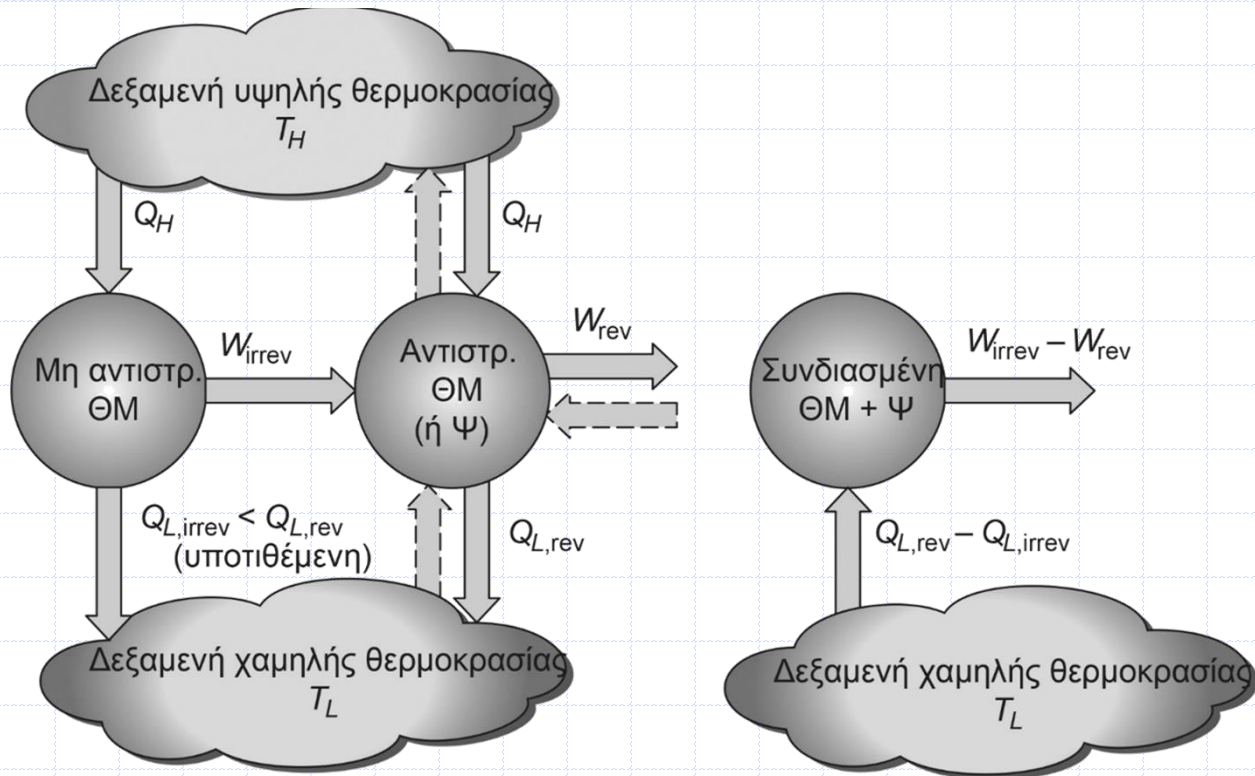 Δεξαμενή υψηλής θερμοκρασίας
T_H
Q_H
Q_H
Μη αντιστρ.
ΘΜ
W_irrev
Αντιστρ.
ΘΜ
(ή Ψ)
W_rev
Q_L,irrev < Q_L,rev
(υποτιθέμενη)
Q_L,rev
Δεξαμενή χαμηλής θερμοκρασίας
T_L
Συνδιασμένη
ΘΜ + Ψ
W_irrev – W_rev
Q_L,rev – Q_L,irrev
Δεξαμενή χαμηλής θερμοκρασίας
T_L